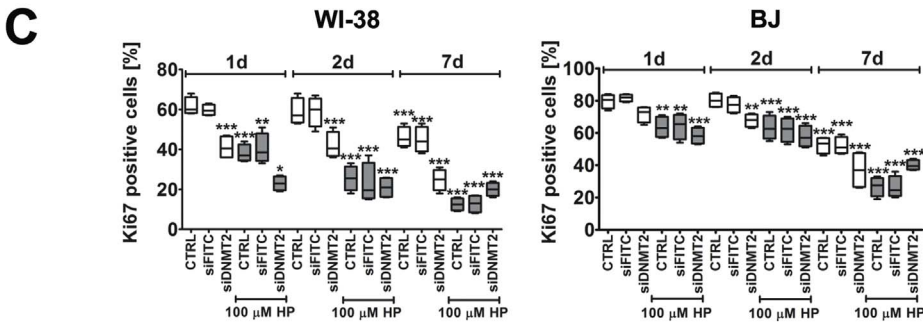 C
WI-38
Ki67 positive cells [%]
80
60
40
20
0
1d
2d
7d
***
***
**
*
***
***
***
***
***
***
***
***
***
***
CTRL
siFITC
siDNMT2
CTRL
siFITC
siDNMT2
CTRL
siFITC
siDNMT2
CTRL
siFITC
siDNMT2
CTRL
siFITC
siDNMT2
CTRL
siFITC
siDNMT2
100 µM HP
100 µM HP
100 µM HP
BJ
Ki67 positive cells [%]
100
80
60
40
20
0
1d
2d
7d
**
**
***
**
***
***
***
***
***
***
***
***
***
CTRL
siFITC
siDNMT2
CTRL
siFITC
siDNMT2
CTRL
siFITC
siDNMT2
CTRL
siFITC
siDNMT2
CTRL
siFITC
siDNMT2
CTRL
siFITC
siDNMT2
100 µM HP
100 µM HP
100 µM HP